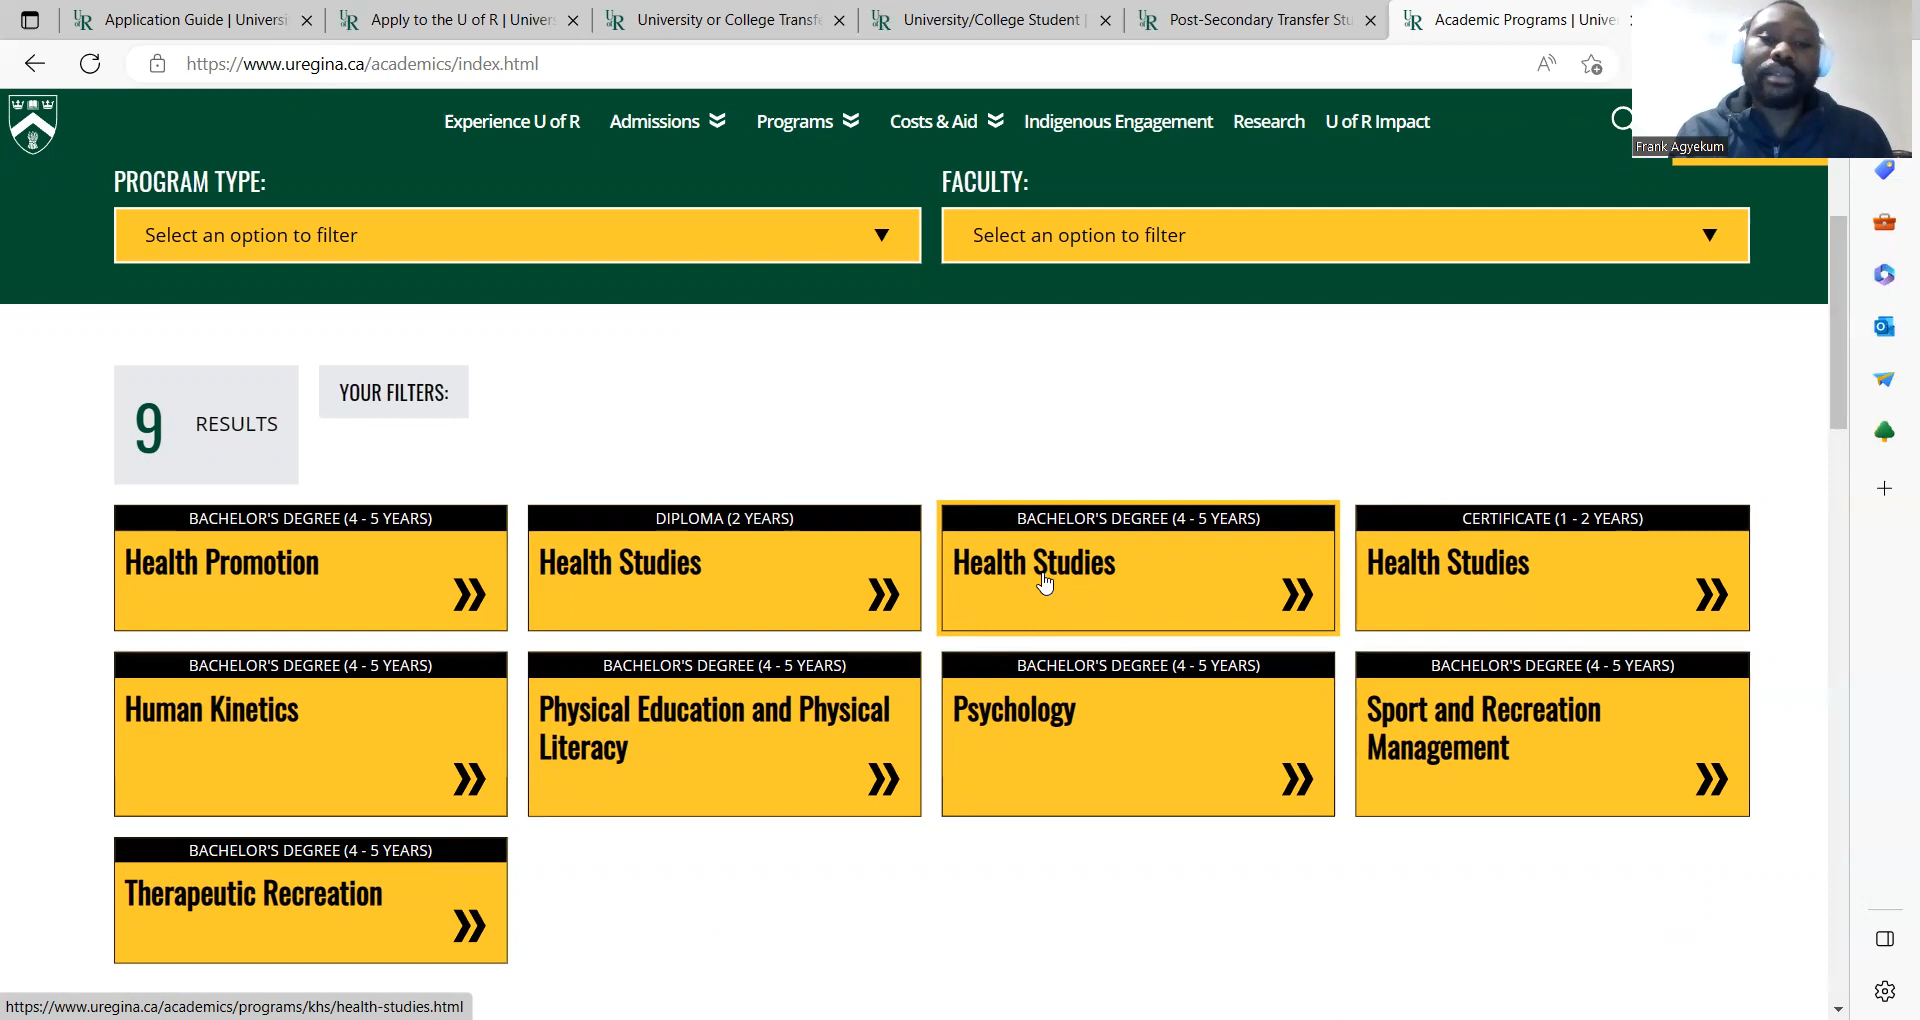 Application Guide | Universi
Apply to the U of R | Univers
University or College Transfe
University/College Student |
Post-Secondary Transfer Stu
Academic Programs | Unive
https://www.uregina.ca/academics/index.html
Experience U of R
Admissions
Programs
Costs & Aid
Indigenous Engagement
Research
U of R Impact
Frank Agyekum
PROGRAM TYPE:
FACULTY:
Select an option to filter
Select an option to filter
9 RESULTS
YOUR FILTERS:
BACHELOR'S DEGREE (4 - 5 YEARS)
Health Promotion
DIPLOMA (2 YEARS)
Health Studies
BACHELOR'S DEGREE (4 - 5 YEARS)
Health Studies
CERTIFICATE (1 - 2 YEARS)
Health Studies
BACHELOR'S DEGREE (4 - 5 YEARS)
Human Kinetics
BACHELOR'S DEGREE (4 - 5 YEARS)
Physical Education and Physical
Literacy
BACHELOR'S DEGREE (4 - 5 YEARS)
Psychology
BACHELOR'S DEGREE (4 - 5 YEARS)
Sport and Recreation
Management
BACHELOR'S DEGREE (4 - 5 YEARS)
Therapeutic Recreation
https://www.uregina.ca/academics/programs/khs/health-studies.html